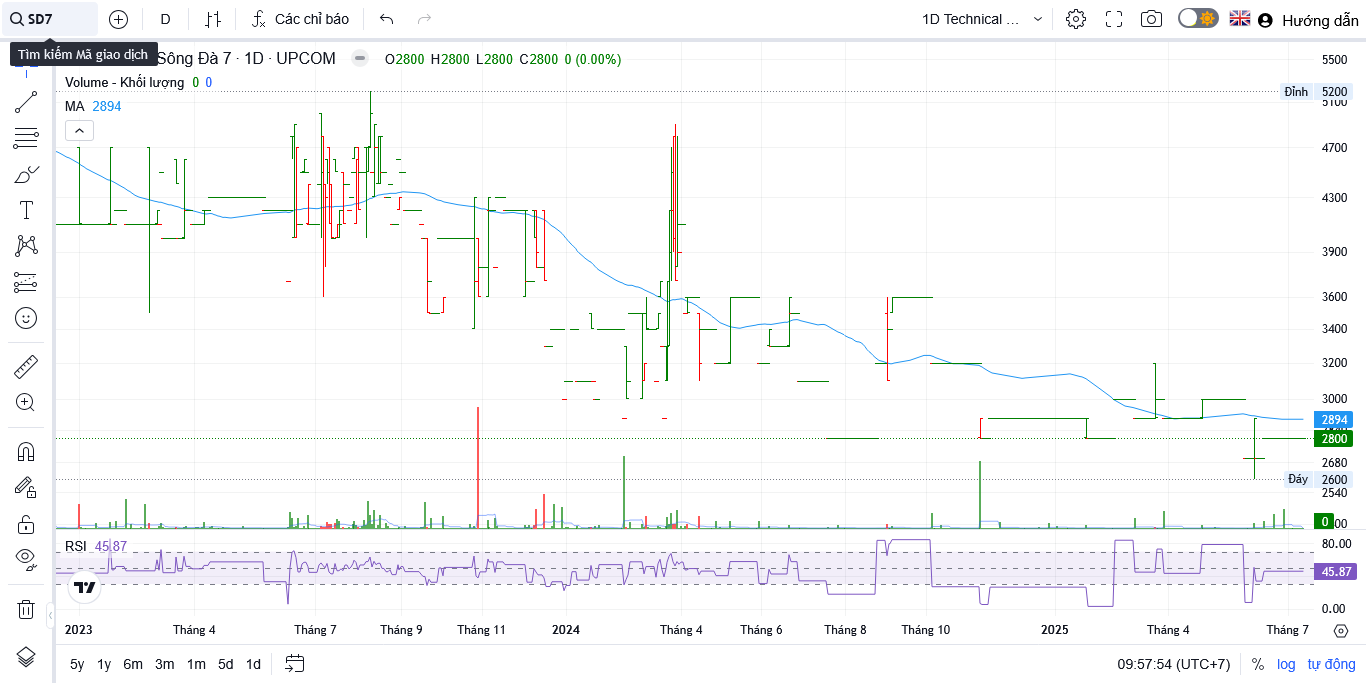 SD7 D Các chỉ báo 1D Technical ... Hướng dẫn
Tìm kiếm Mã giao dịch
Sông Đà 7 · 1D · UPCOM O2800 H2800 L2800 C2800 0 (0.00%)
Volume - Khối lượng 0 0
MA 2894
5500
Đỉnh 5200
5100
4700
4300
3900
3600
3400
3200
3000
2894
2800
2680
Đáy 2600
2540
0
RSI 45.87
80.00
45.87
0.00
2023 Tháng 4 Tháng 7 Tháng 9 Tháng 11 2024 Tháng 4 Tháng 6 Tháng 8 Tháng 10 2025 Tháng 4 Tháng 7
5y 1y 6m 3m 1m 5d 1d 09:57:54 (UTC+7) % log tự động